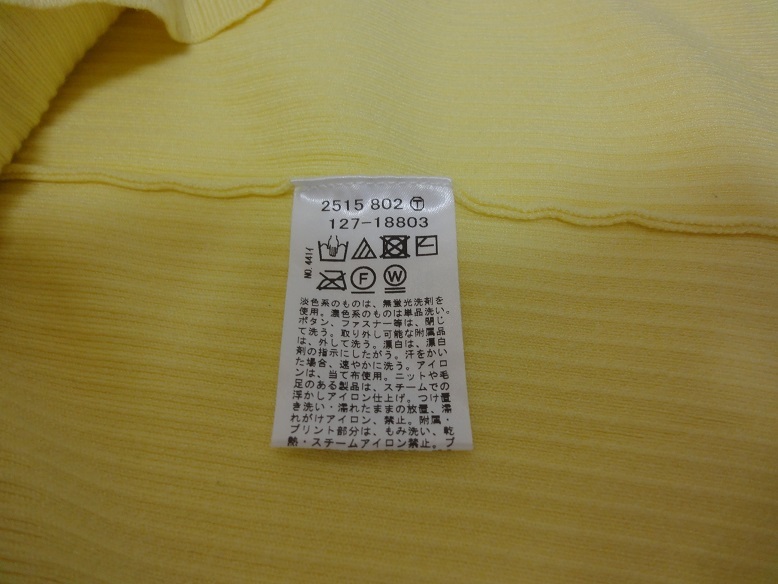 2515 802 Ⓣ
127-18803
NO.441イ
F W
淡色系のものは、無蛍光洗剤を
使用。濃色系のものは単品洗い。
ボタン、ファスナー等は、閉じ
て洗う。取り外し可能な附属品
は、外して洗う。漂白は、漂白
剤の指示にしたがう。汗をかい
た場合、速やかに洗う。アイロ
ンは、当て布使用。ニットや毛
足のある製品は、スチームでの
浮かしアイロン仕上げ。つけ置
き洗い・濡れたままの放置、濡
れがけアイロン、禁止。附属・
プリント部分は、もみ洗い、乾
熱・スチームアイロン禁止。プ